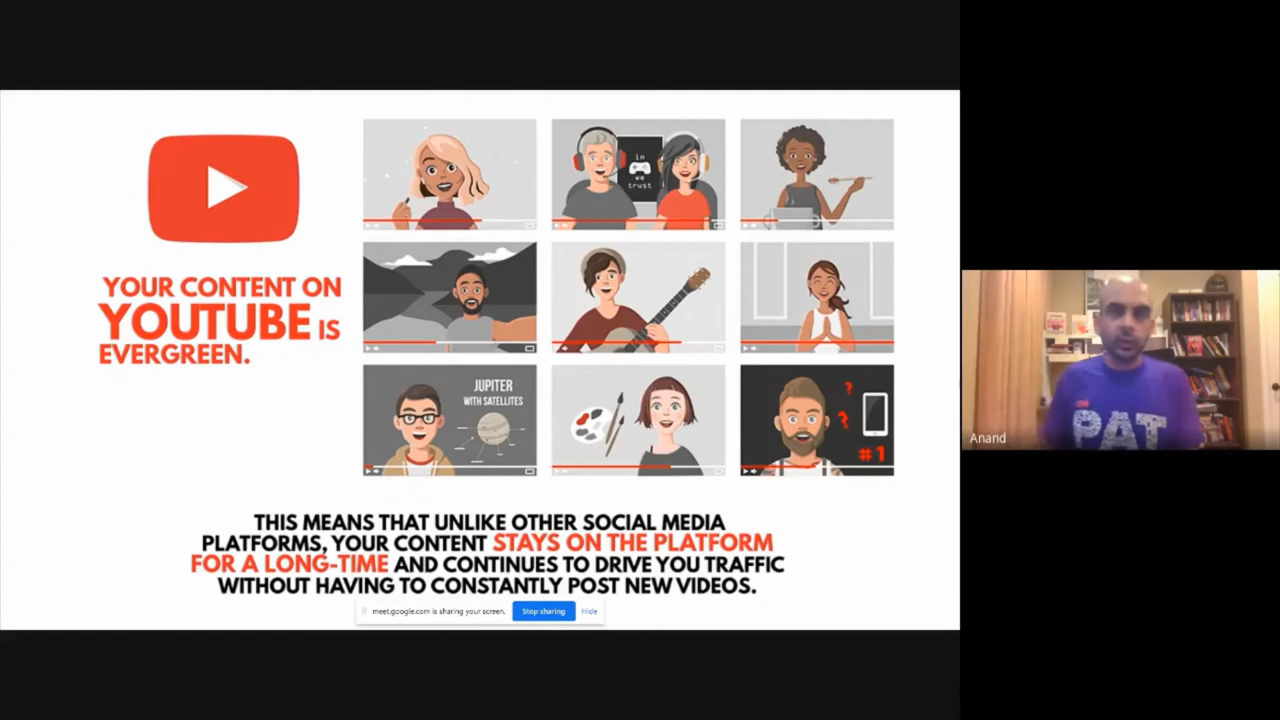 YOUR CONTENT ON
YOUTUBE IS
EVERGREEN.
in
we
trust
JUPITER
WITH SATELLITES
?
?
#1
THIS MEANS THAT UNLIKE OTHER SOCIAL MEDIA
PLATFORMS, YOUR CONTENT STAYS ON THE PLATFORM
FOR A LONG-TIME AND CONTINUES TO DRIVE YOU TRAFFIC
WITHOUT HAVING TO CONSTANTLY POST NEW VIDEOS.
meet.google.com is sharing your screen. Stop sharing Hide
PAT
Anand